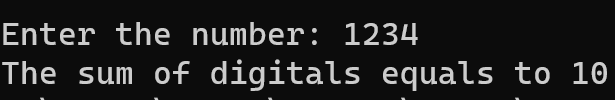 Enter the number: 1234
The sum of digitals equals to 10